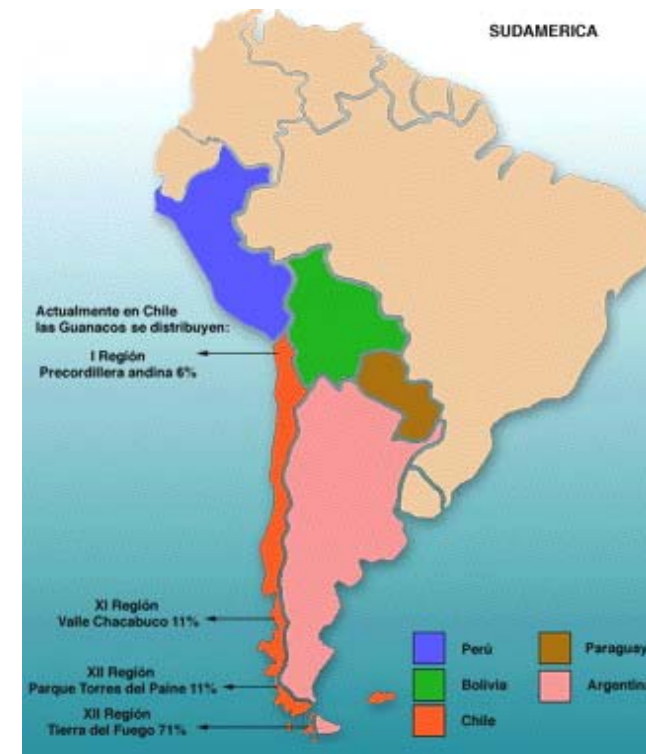 SUDAMERICA
Actualmente en Chile
las Guanacos se distribuyen:
I Región
Precordillera andina 6%
XI Región
Valle Chacabuco 11%
XII Región
Parque Torres del Paine 11%
XII Región
Tierra del Fuego 71%
Perú
Paraguay
Bolivia
Argentin
Chile